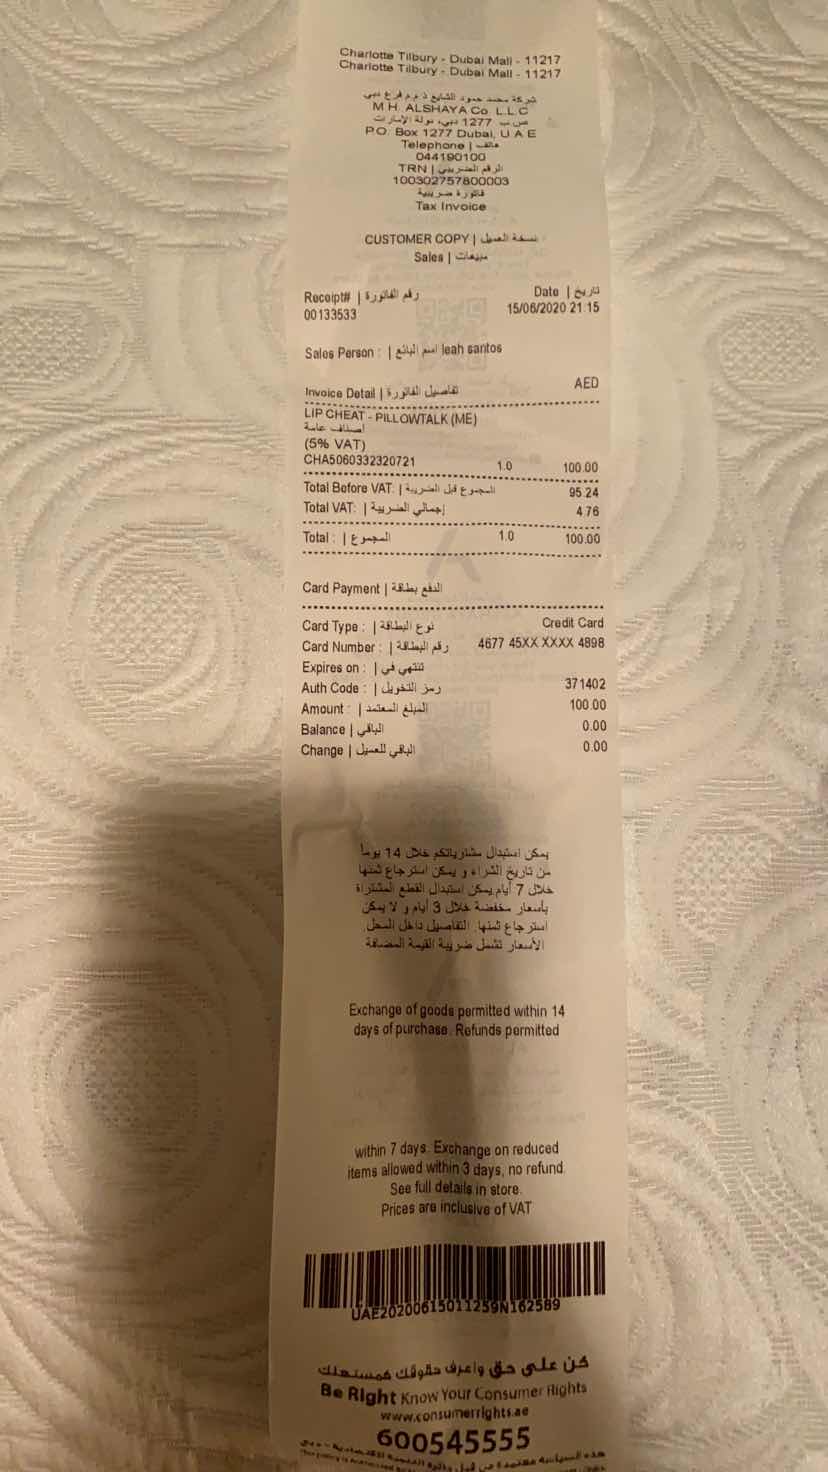 Charlotte Tilbury - Dubai Mall - 11217
Charlotte Tilbury - Dubai Mall - 11217
شركة محمد حمود الشايع ذ.م.م فرع دبي
M.H. ALSHAYA Co. L.L.C
ص.ب 1277 دبي، دولة الإمارات
P.O. Box 1277 Dubai, U A E
Telephone | هاتف
044190100
TRN | الرقم الضريبي
100302757800003
فاتورة ضريبية
Tax Invoice
CUSTOMER COPY | نسخة العميل
Sales | مبيعات
Receipt# | رقم الفاتورة
Date | تاريخ
00133533
15/06/2020 21:15
Sales Person : | اسم البائع leah santos
AED
Invoice Detail | تفاصيل الفاتورة
LIP CHEAT - PILLOWTALK (ME)
أصناف عامة
(5% VAT)
CHA5060332320721 1.0 100.00
Total Before VAT: | المجموع قبل الضريبة 95.24
Total VAT: | إجمالي الضريبة 4.76
Total : | المجموع 1.0 100.00
Card Payment | الدفع بطاقة
Card Type : | نوع البطاقة Credit Card
Card Number : | رقم البطاقة 4677 45XX XXXX 4898
Expires on : | تنتهي في
Auth Code : | رمز التخويل 371402
Amount : | المبلغ المعتمد 100.00
Balance | الباقي 0.00
Change | الباقي للعميل 0.00
يمكن استبدال مشترياتكم خلال 14 يوماً
من تاريخ الشراء و يمكن استرجاع ثمنها
خلال 7 أيام يمكن استبدال القطع المشتراة
بأسعار مخفضة خلال 3 أيام و لا يمكن
استرجاع ثمنها. التفاصيل داخل المحل.
الأسعار تشمل ضريبة القيمة المضافة
Exchange of goods permitted within 14
days of purchase. Refunds permitted
within 7 days. Exchange on reduced
items allowed within 3 days, no refund.
See full details in store.
Prices are inclusive of VAT
UAE20200615011259N162589
كن على حق واعرف حقوقك كمستهلك
Be Right Know Your Consumer Rights
www.consumerrights.ae
600545555
هذه السياسة معتمدة من قبل دائرة التنمية الاقتصادية - دبي